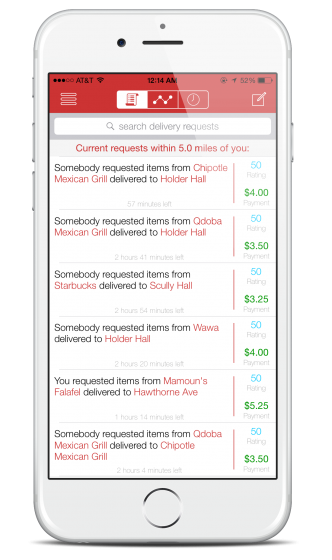 AT&T 12:14 AM 52%
search delivery requests
Current requests within 5.0 miles of you:
Somebody requested items from Chipotle
Mexican Grill delivered to Holder Hall
57 minutes left
50
Rating
$4.00
Payment
Somebody requested items from Qdoba
Mexican Grill delivered to Holder Hall
2 hours 41 minutes left
50
Rating
$3.50
Payment
Somebody requested items from
Starbucks delivered to Scully Hall
2 hours 54 minutes left
50
Rating
$3.25
Payment
Somebody requested items from Wawa
delivered to Holder Hall
2 hours 20 minutes left
50
Rating
$4.00
Payment
You requested items from Mamoun's
Falafel delivered to Hawthorne Ave
1 hours 14 minutes left
50
Rating
$5.25
Payment
Somebody requested items from Qdoba
Mexican Grill delivered to Chipotle
Mexican Grill
2 hours 4 minutes left
50
Rating
$3.50
Payment